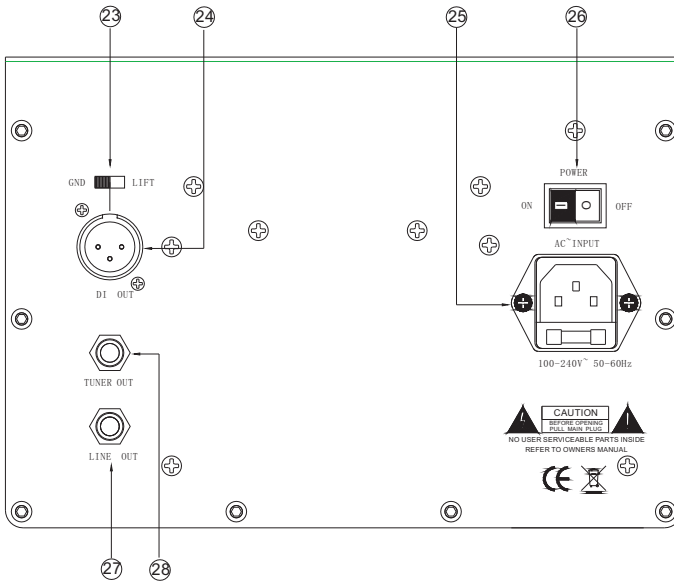 23
24
25
26
POWER
GND LIFT
ON OFF
AC~INPUT
DI OUT
100-240V~ 50-60Hz
TUNER OUT
CAUTION
BEFORE OPENING
PULL MAIN PLUG
NO USER SERVICEABLE PARTS INSIDE
REFER TO OWNERS MANUAL
LINE OUT
CE
27
28